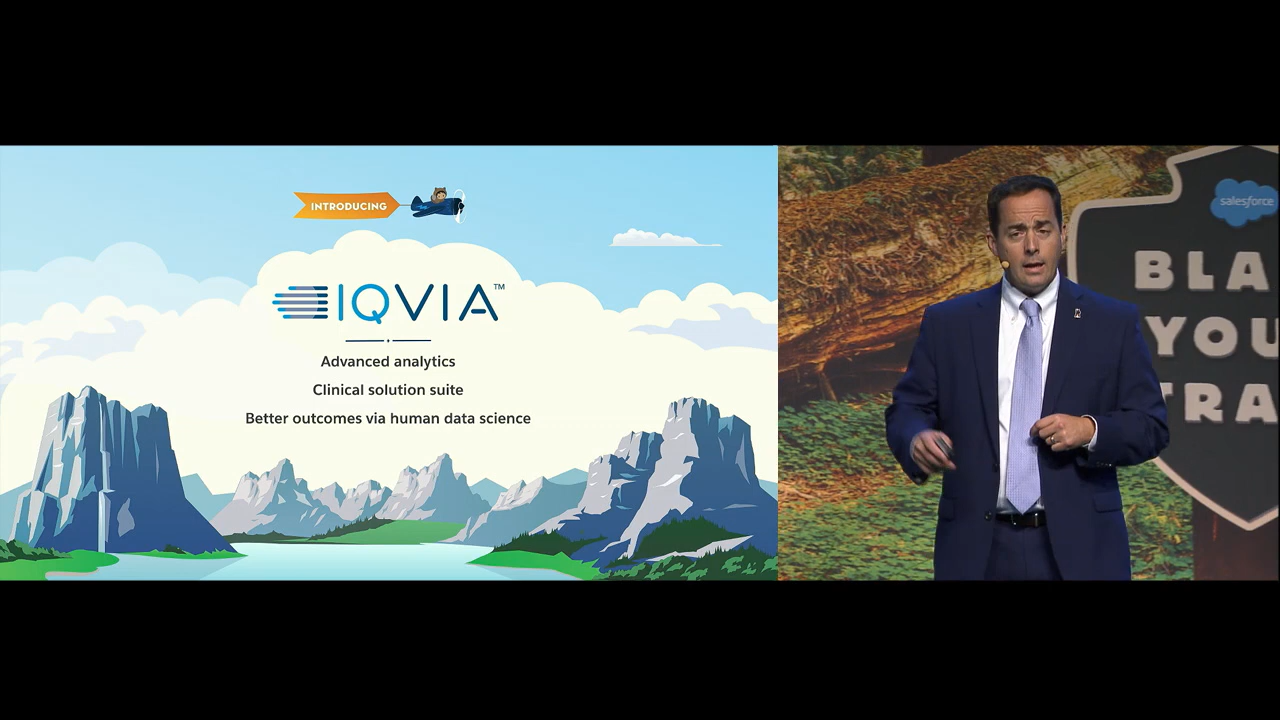 INTRODUCING
IQVIA™
Advanced analytics
Clinical solution suite
Better outcomes via human data science
salesforce
BLA
YOU
TRA